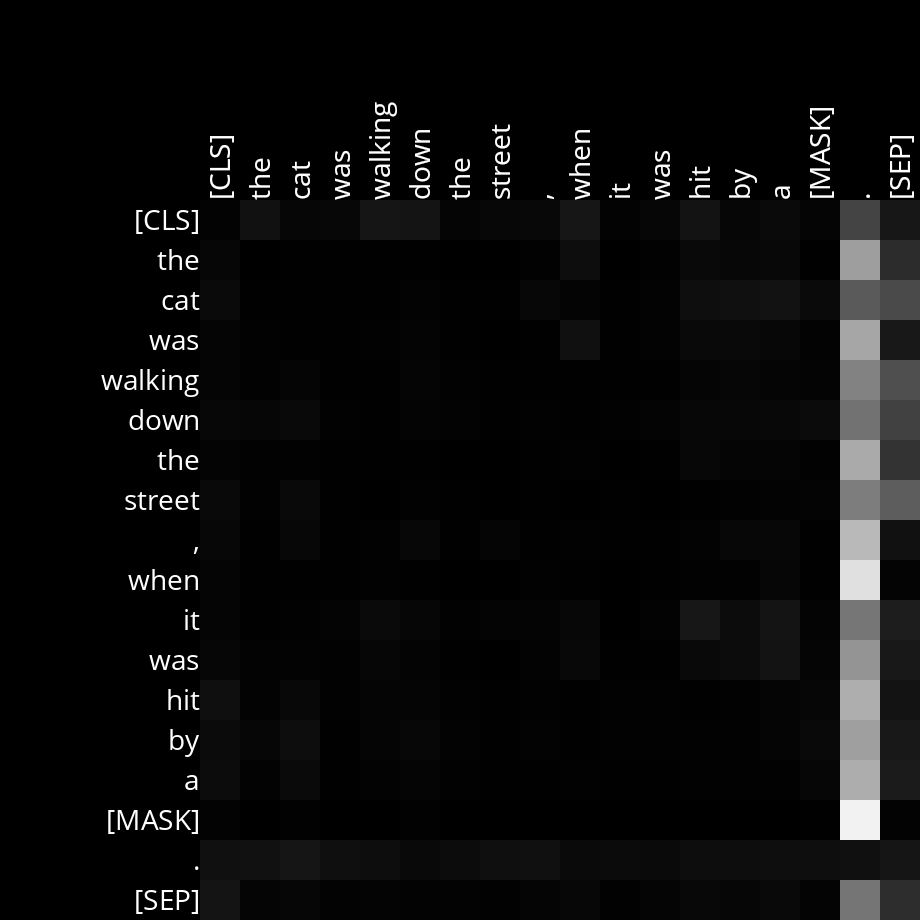 [CLS] the cat was walking down the street , when it was hit by a [MASK] . [SEP]
[CLS]
the
cat
was
walking
down
the
street
,
when
it
was
hit
by
a
[MASK]
.
[SEP]